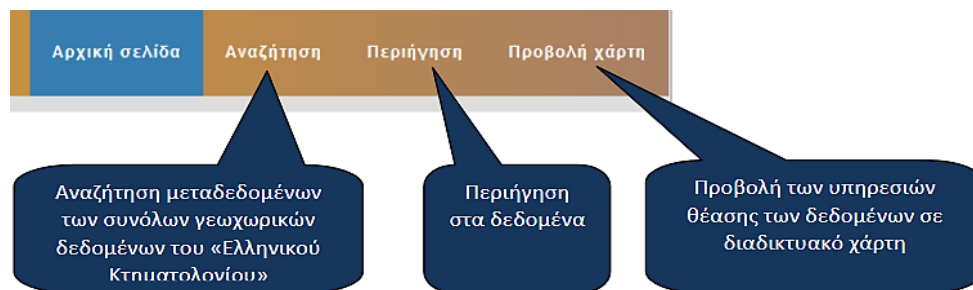 Αρχική σελίδα Αναζήτηση Περιήγηση Προβολή χάρτη
Αναζήτηση μεταδεδομένων
των συνόλων γεωχωρικών
δεδομένων του «Ελληνικού
Κτηματολογίου»
Περιήγηση
στα δεδομένα
Προβολή των υπηρεσιών
θέασης των δεδομένων σε
διαδικτυακό χάρτη